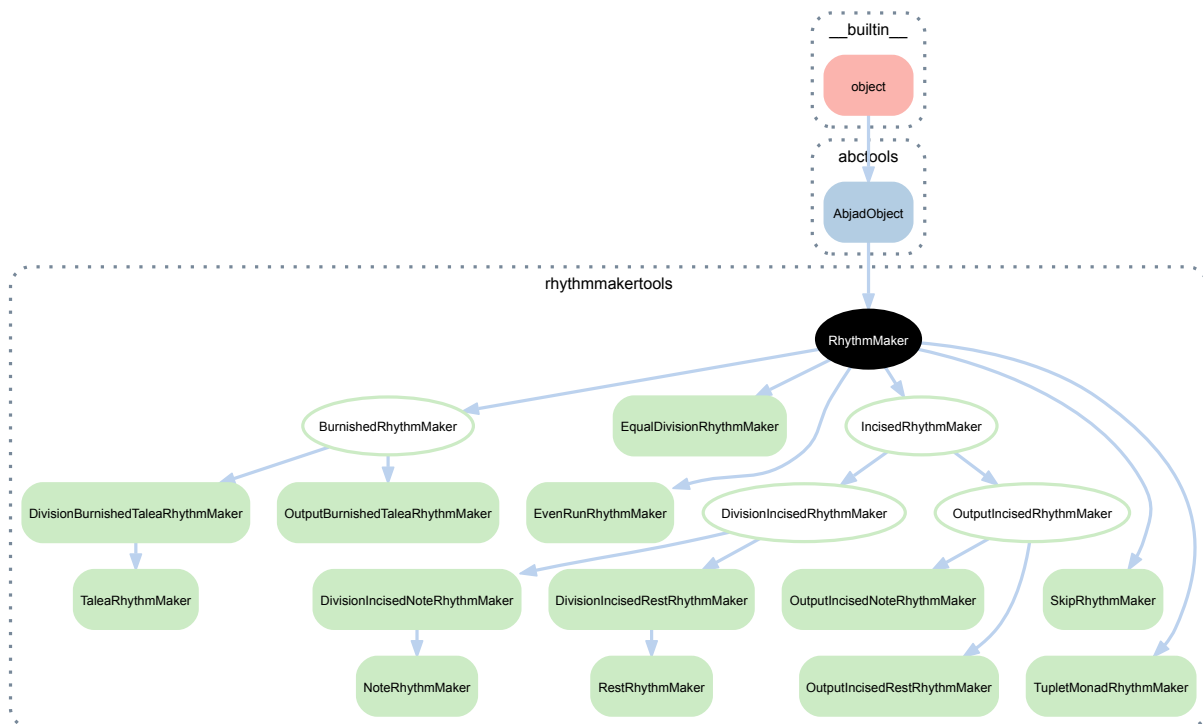 __builtin__
object
abctools
AbjadObject
rhythmmakertools
RhythmMaker
BurnishedRhythmMaker
EqualDivisionRhythmMaker
IncisedRhythmMaker
DivisionBurnishedTaleaRhythmMaker
OutputBurnishedTaleaRhythmMaker
EvenRunRhythmMaker
DivisionIncisedRhythmMaker
OutputIncisedRhythmMaker
TaleaRhythmMaker
DivisionIncisedNoteRhythmMaker
DivisionIncisedRestRhythmMaker
OutputIncisedNoteRhythmMaker
SkipRhythmMaker
NoteRhythmMaker
RestRhythmMaker
OutputIncisedRestRhythmMaker
TupletMonadRhythmMaker